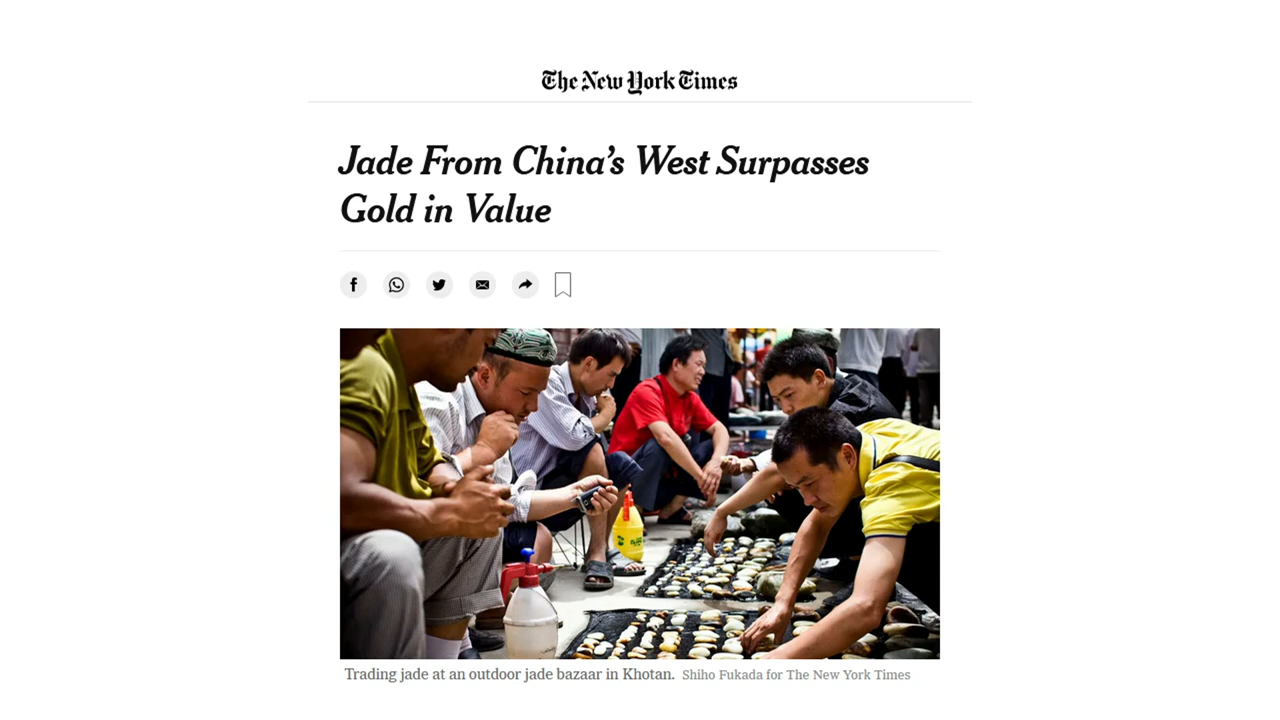 The New York Times
Jade From China's West Surpasses
Gold in Value
Trading jade at an outdoor jade bazaar in Khotan. Shiho Fukada for The New York Times